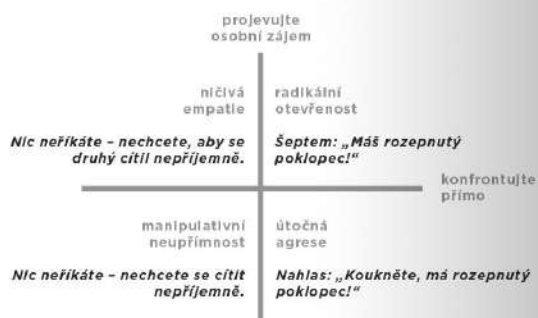 projevujte
osobní zájem
ničivá
empatie
radikální
otevřenost
Nic neříkáte – nechcete, aby se
druhý cítil nepříjemně.
Šeptem: „Máš rozepnutý
poklopec!“
konfrontujte
přímo
manipulativní
neupřímnost
útočná
agrese
Nic neříkáte – nechcete se cítit
nepříjemně.
Nahlas: „Koukněte, má rozepnutý
poklopec!“